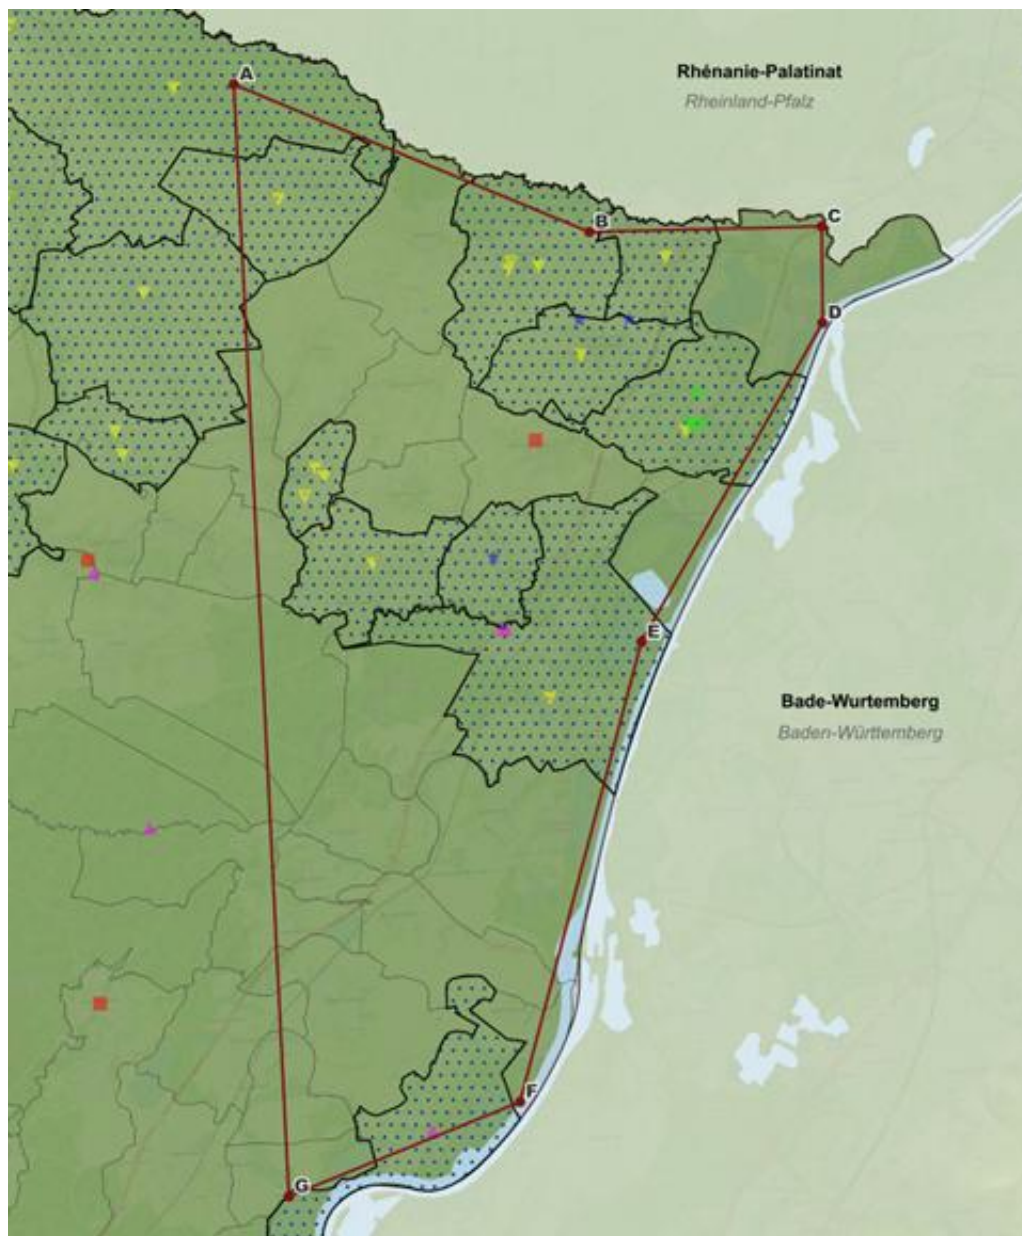 Rhénanie-Palatinat
Rheinland-Pfalz
A
B
C
D
E
Bade-Wurtemberg
Baden-Württemberg
F
G